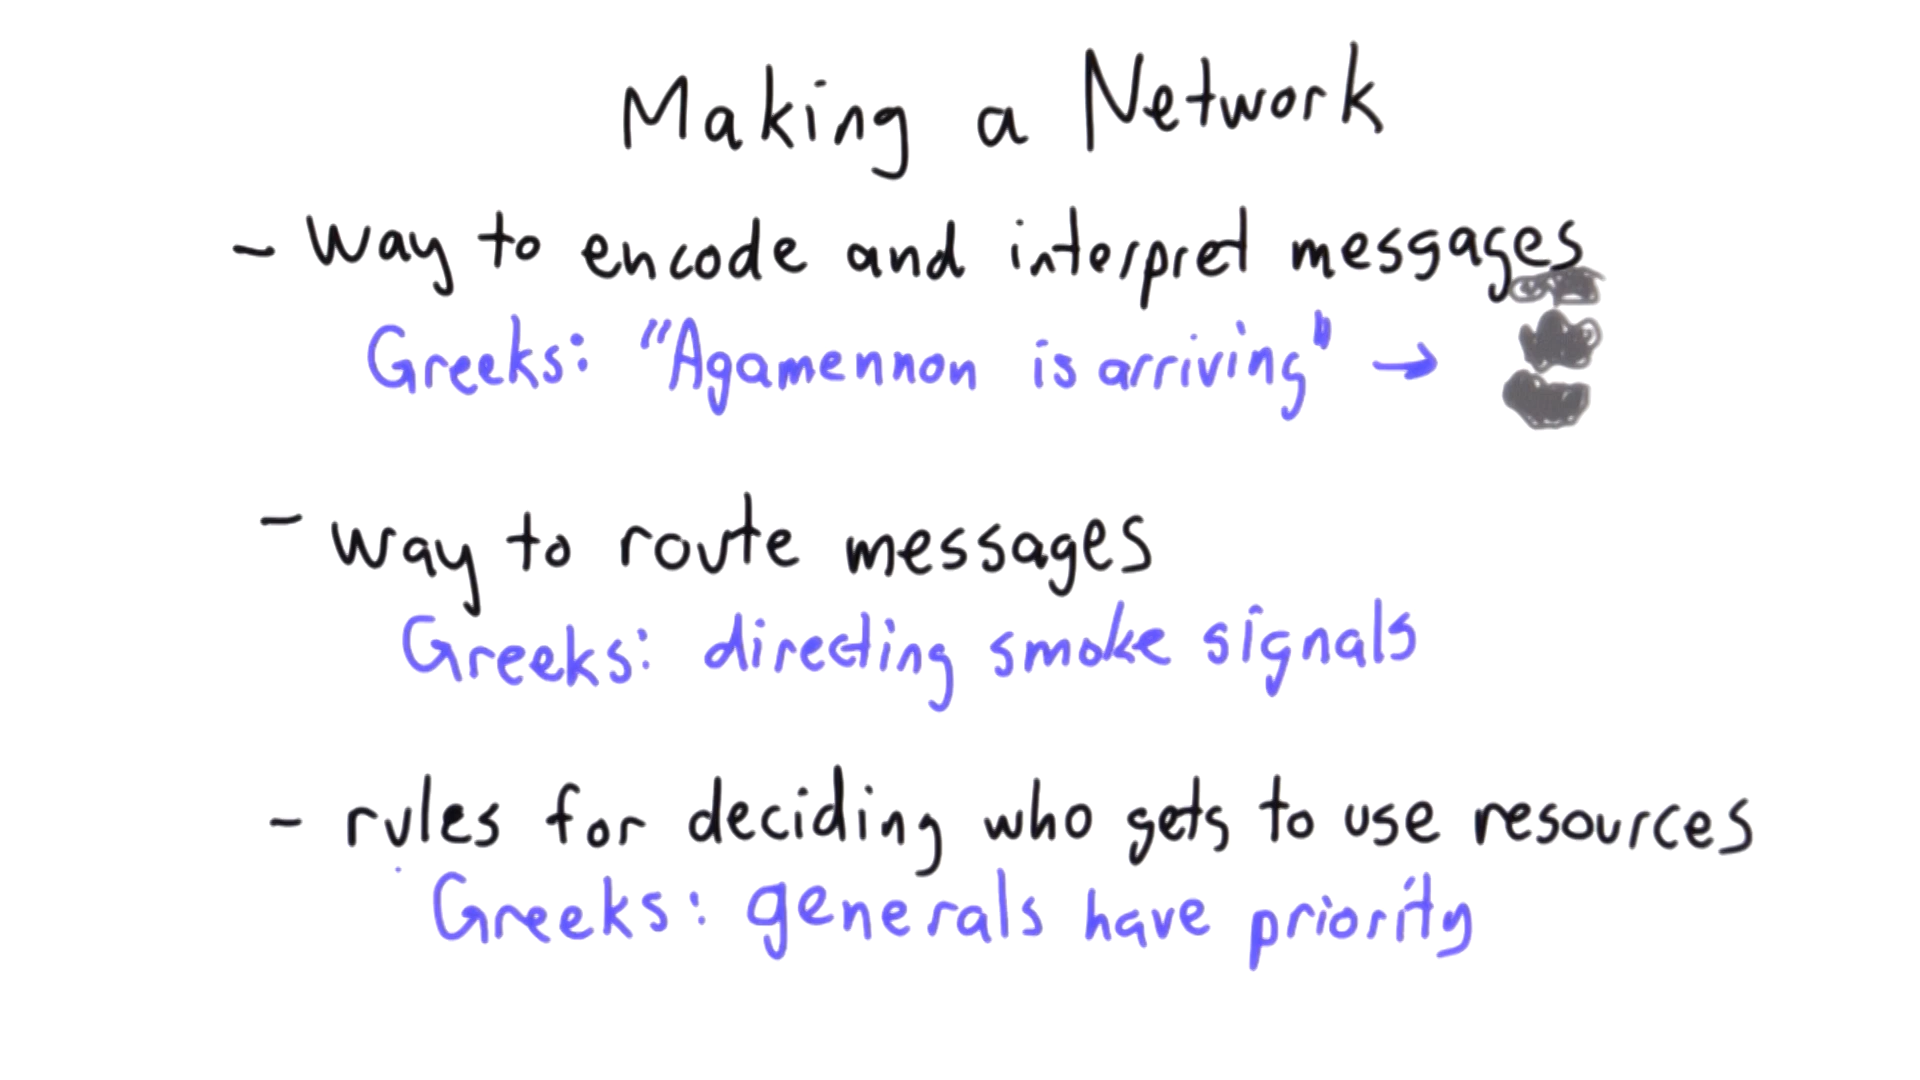 Making a Network
- way to encode and interpret messgages
Greeks: "Agamennon is arriving" →
- way to route messages
Greeks: directing smoke signals
- rules for deciding who gets to use resources
Greeks: generals have priority